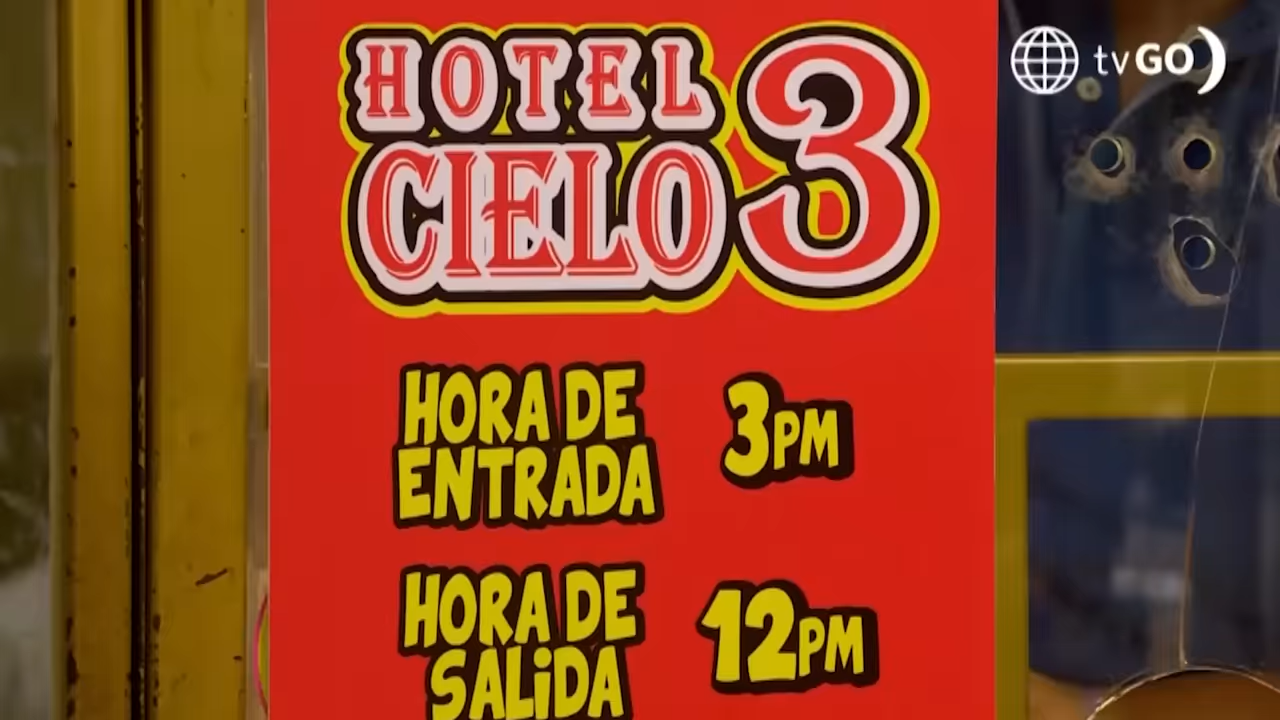 tvGO
HOTEL
CIELO 3
HORA DE
ENTRADA
3PM
HORA DE
SALiDA
12PM